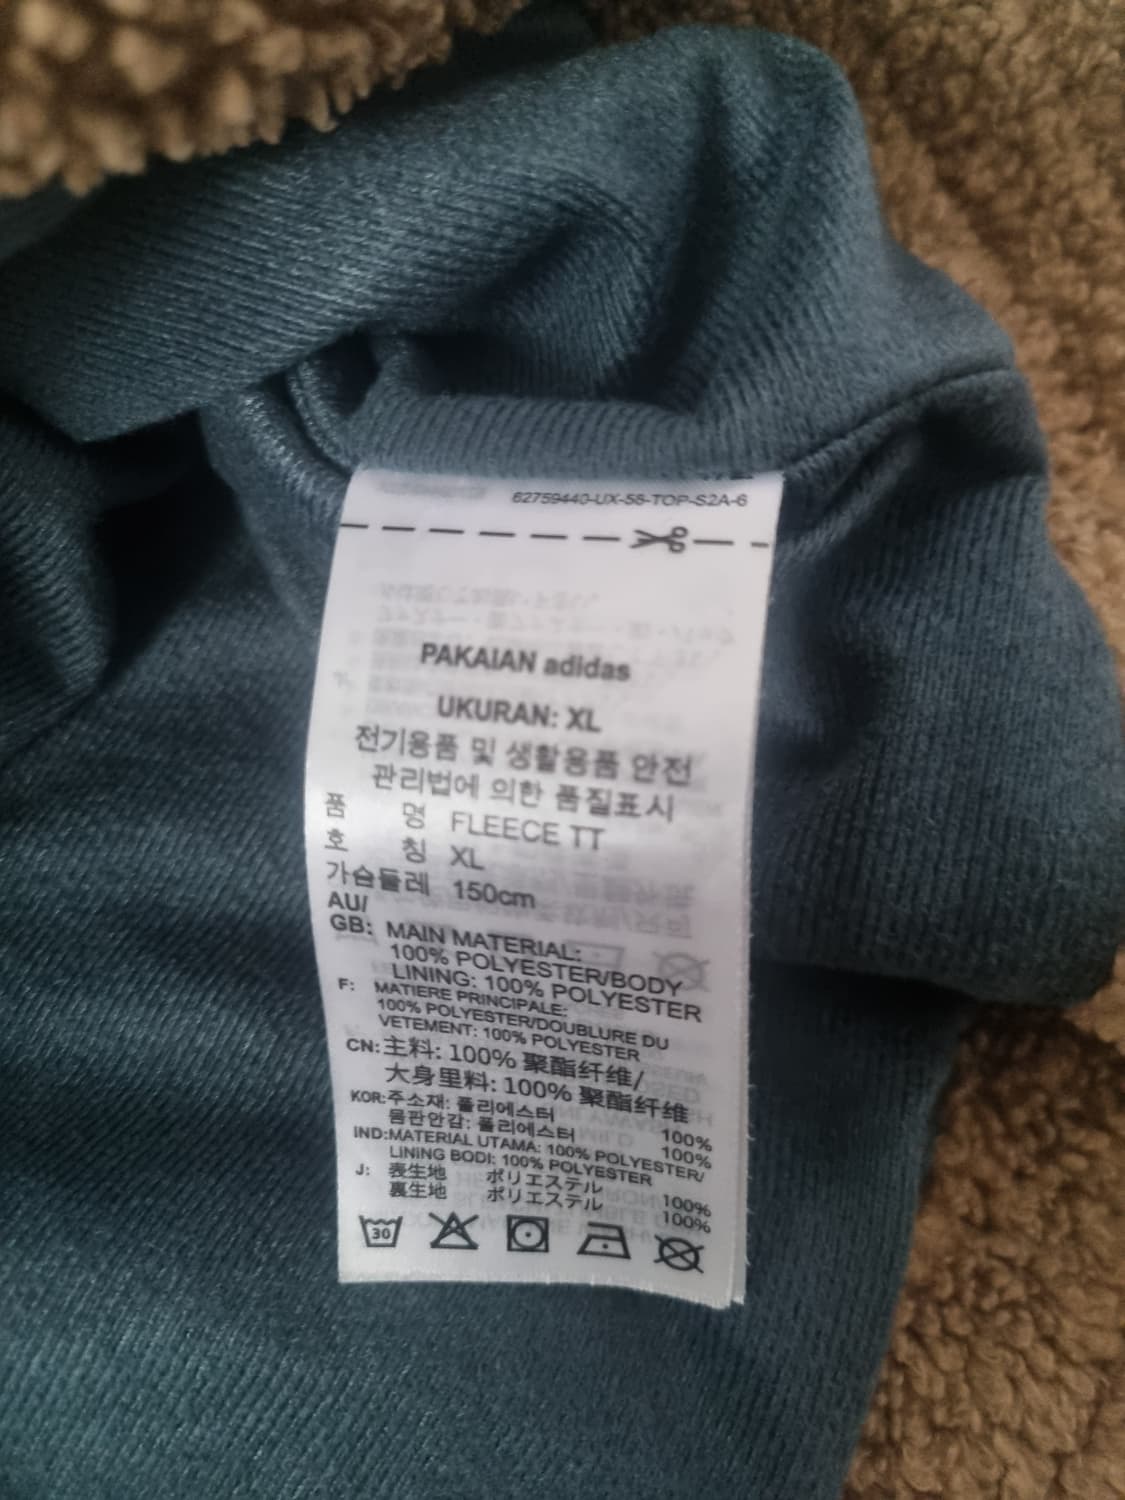 62759440-UX-56-TOP-S2A-6
PAKAIAN adidas
UKURAN: XL
전기용품 및 생활용품 안전
관리법에 의한 품질표시
품 명 FLEECE TT
호 칭 XL
가슴둘레 150cm
AU/
GB: MAIN MATERIAL:
100% POLYESTER/BODY
LINING: 100% POLYESTER
F: MATIERE PRINCIPALE:
100% POLYESTER/DOUBLURE DU
VETEMENT: 100% POLYESTER
CN: 主料: 100% 聚酯纤维/
大身里料: 100% 聚酯纤维
KOR: 주소재: 폴리에스터 100%
몸판안감: 폴리에스터 100%
IND: MATERIAL UTAMA: 100% POLYESTER/
LINING BODI: 100% POLYESTER
J: 表生地 ポリエステル 100%
裏生地 ポリエステル 100%
30